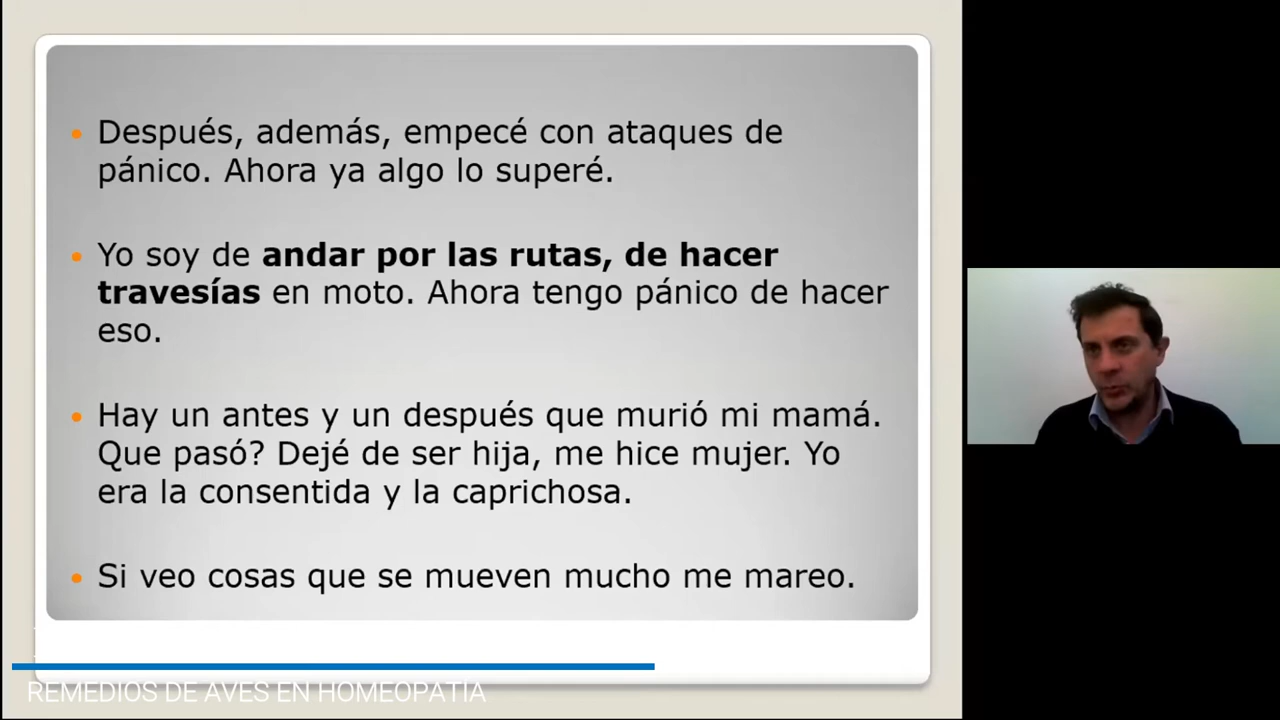 Después, además, empecé con ataques de
pánico. Ahora ya algo lo superé.
Yo soy de andar por las rutas, de hacer
travesías en moto. Ahora tengo pánico de hacer
eso.
Hay un antes y un después que murió mi mamá.
Que pasó? Dejé de ser hija, me hice mujer. Yo
era la consentida y la caprichosa.
Si veo cosas que se mueven mucho me mareo.
REMEDIOS DE AVES EN HOMEOPATÍA